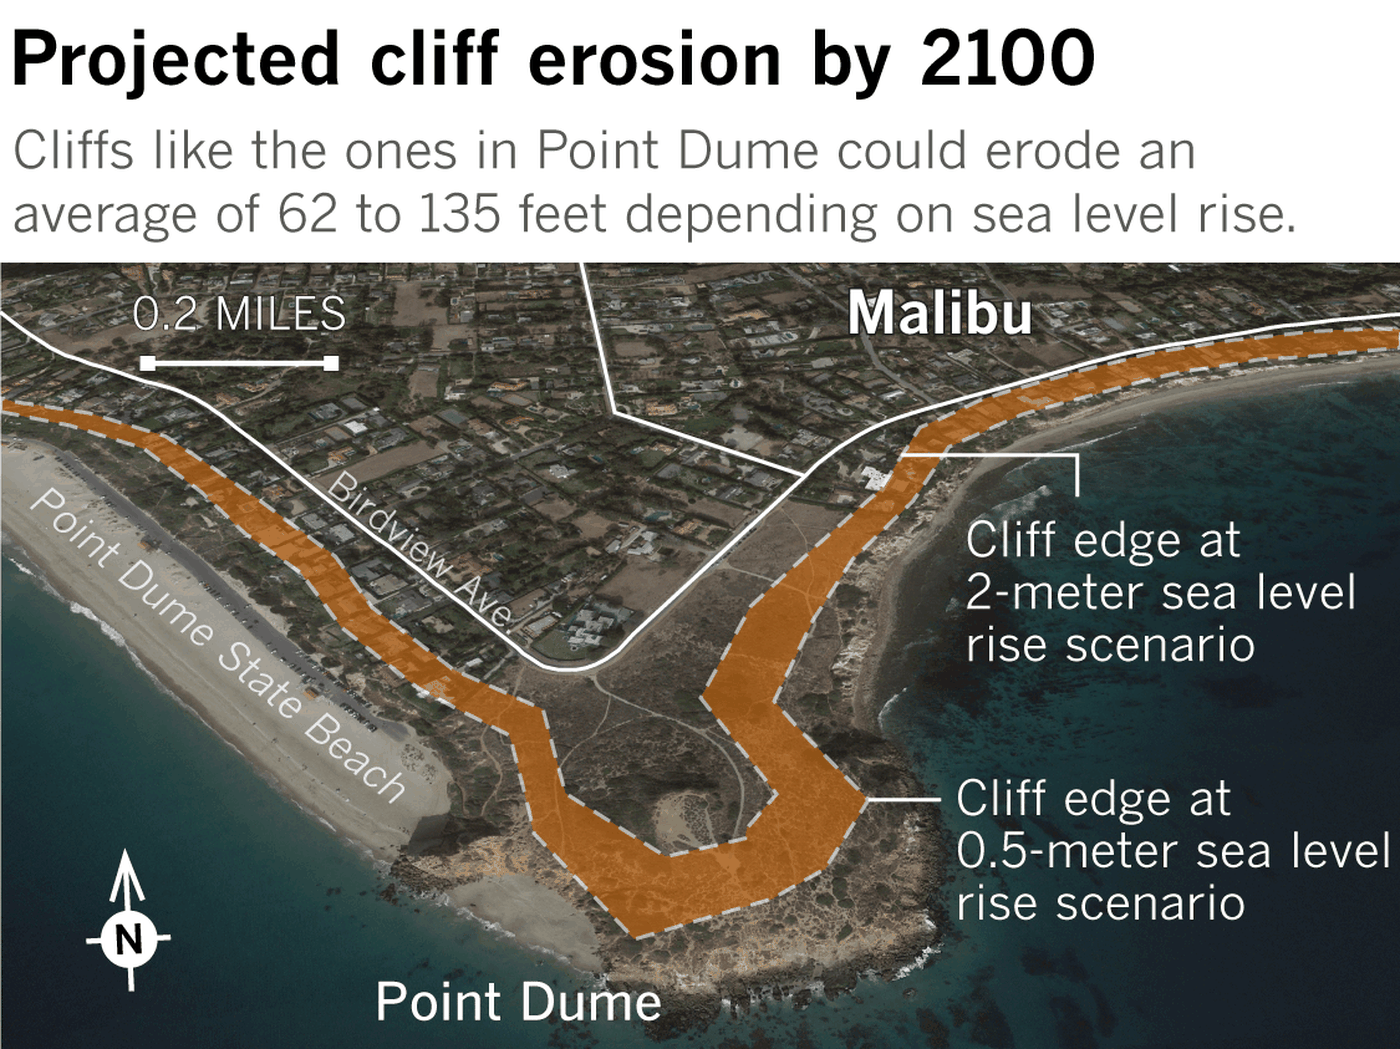 Projected cliff erosion by 2100
Cliffs like the ones in Point Dume could erode an
average of 62 to 135 feet depending on sea level rise.
0.2 MILES
Malibu
Birdview Ave.
Point Dume State Beach
Cliff edge at
2-meter sea level
rise scenario
Cliff edge at
0.5-meter sea level
rise scenario
N
Point Dume